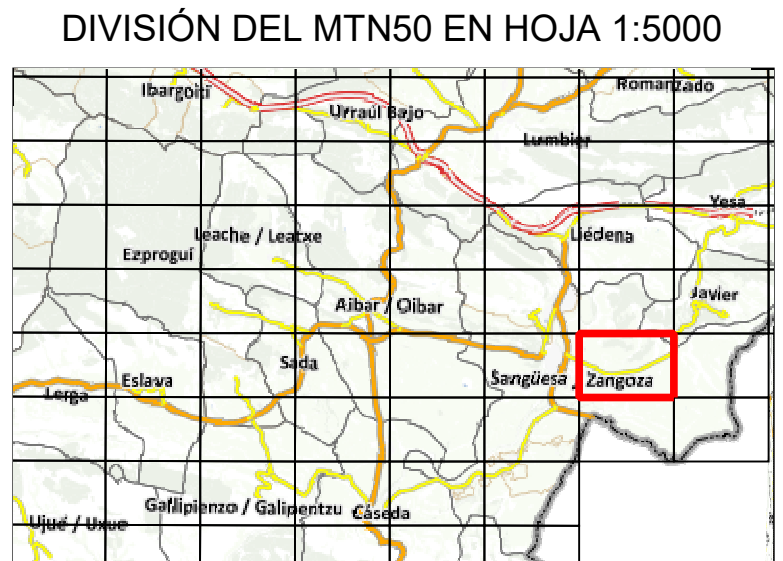 DIVISIÓN DEL MTN50 EN HOJA 1:5000
Ibargoiti
Romanzado
Urraúl Bajo
Lumbier
Yesa
Leache / Leatxe
Liédena
Ezprogui
Javier
Aibar / Oibar
Sada
Eslava
Sangüesa / Zangoza
Lerga
Gallipienzo / Galipentzu
Cáseda
Ujué / Uxue